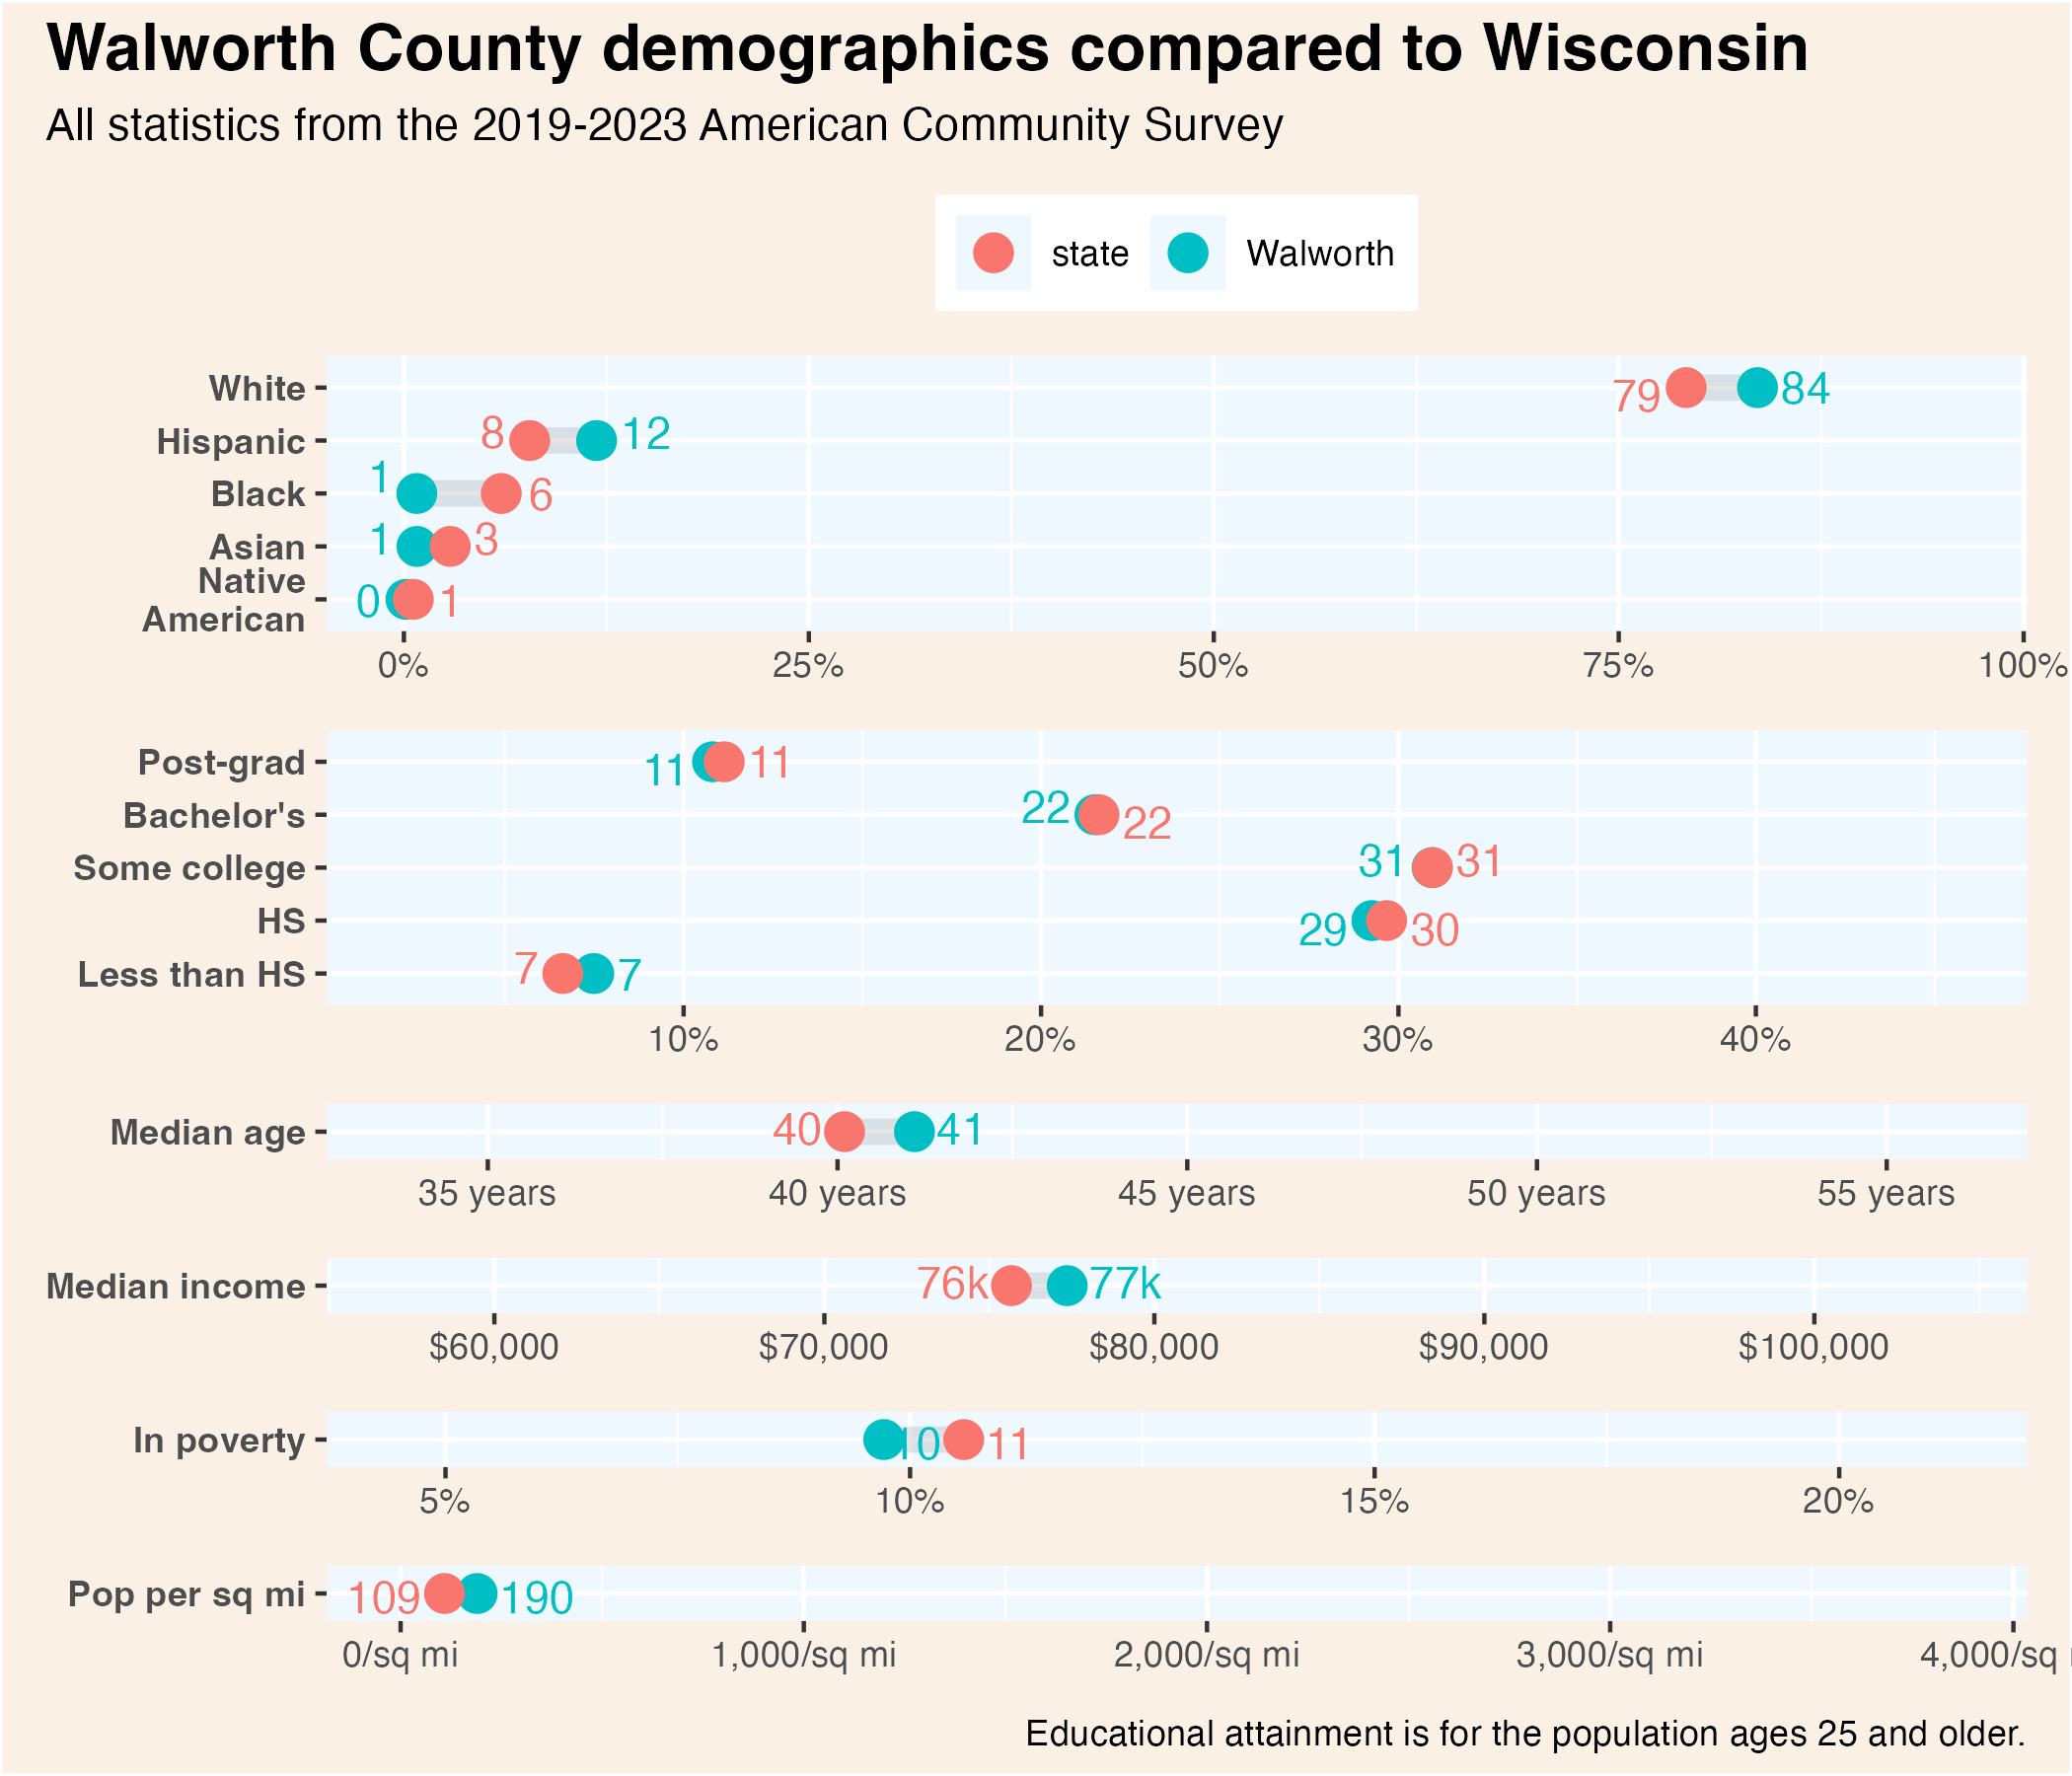 Walworth County demographics compared to Wisconsin
All statistics from the 2019-2023 American Community Survey
state Walworth
White 79 84
Hispanic 8 12
Black 1 6
Asian 1 3
Native
American
0 1
0% 25% 50% 75% 100%
Post-grad 11 11
Bachelor's 22 22
Some college 31 31
HS 29 30
Less than HS 7 7
10% 20% 30% 40%
Median age 40 41
35 years 40 years 45 years 50 years 55 years
Median income 76k 77k
$60,000 $70,000 $80,000 $90,000 $100,000
In poverty 10 11
5% 10% 15% 20%
Pop per sq mi 109 190
0/sq mi 1,000/sq mi 2,000/sq mi 3,000/sq mi 4,000/sq
Educational attainment is for the population ages 25 and older.